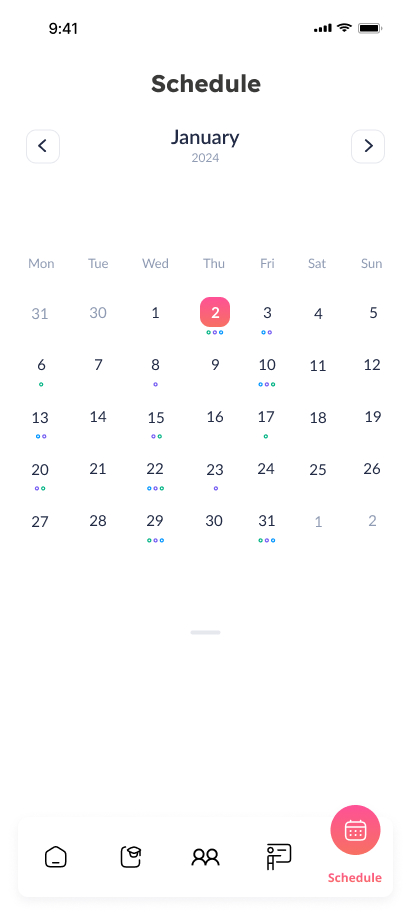 9:41
Schedule
January
2024
Mon Tue Wed Thu Fri Sat Sun
31 30 1 2 3 4 5
6 7 8 9 10 11 12
13 14 15 16 17 18 19
20 21 22 23 24 25 26
27 28 29 30 31 1 2
Schedule